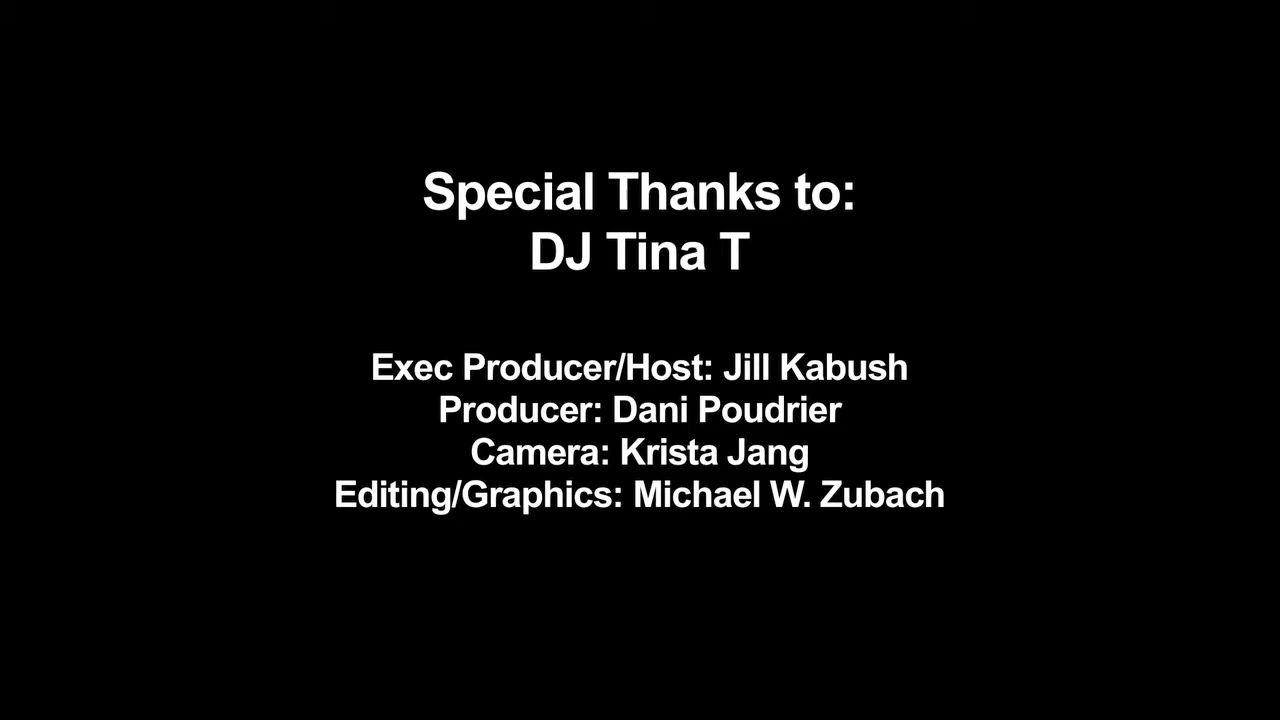 Special Thanks to:
DJ Tina T
Exec Producer/Host: Jill Kabush
Producer: Dani Poudrier
Camera: Krista Jang
Editing/Graphics: Michael W. Zubach